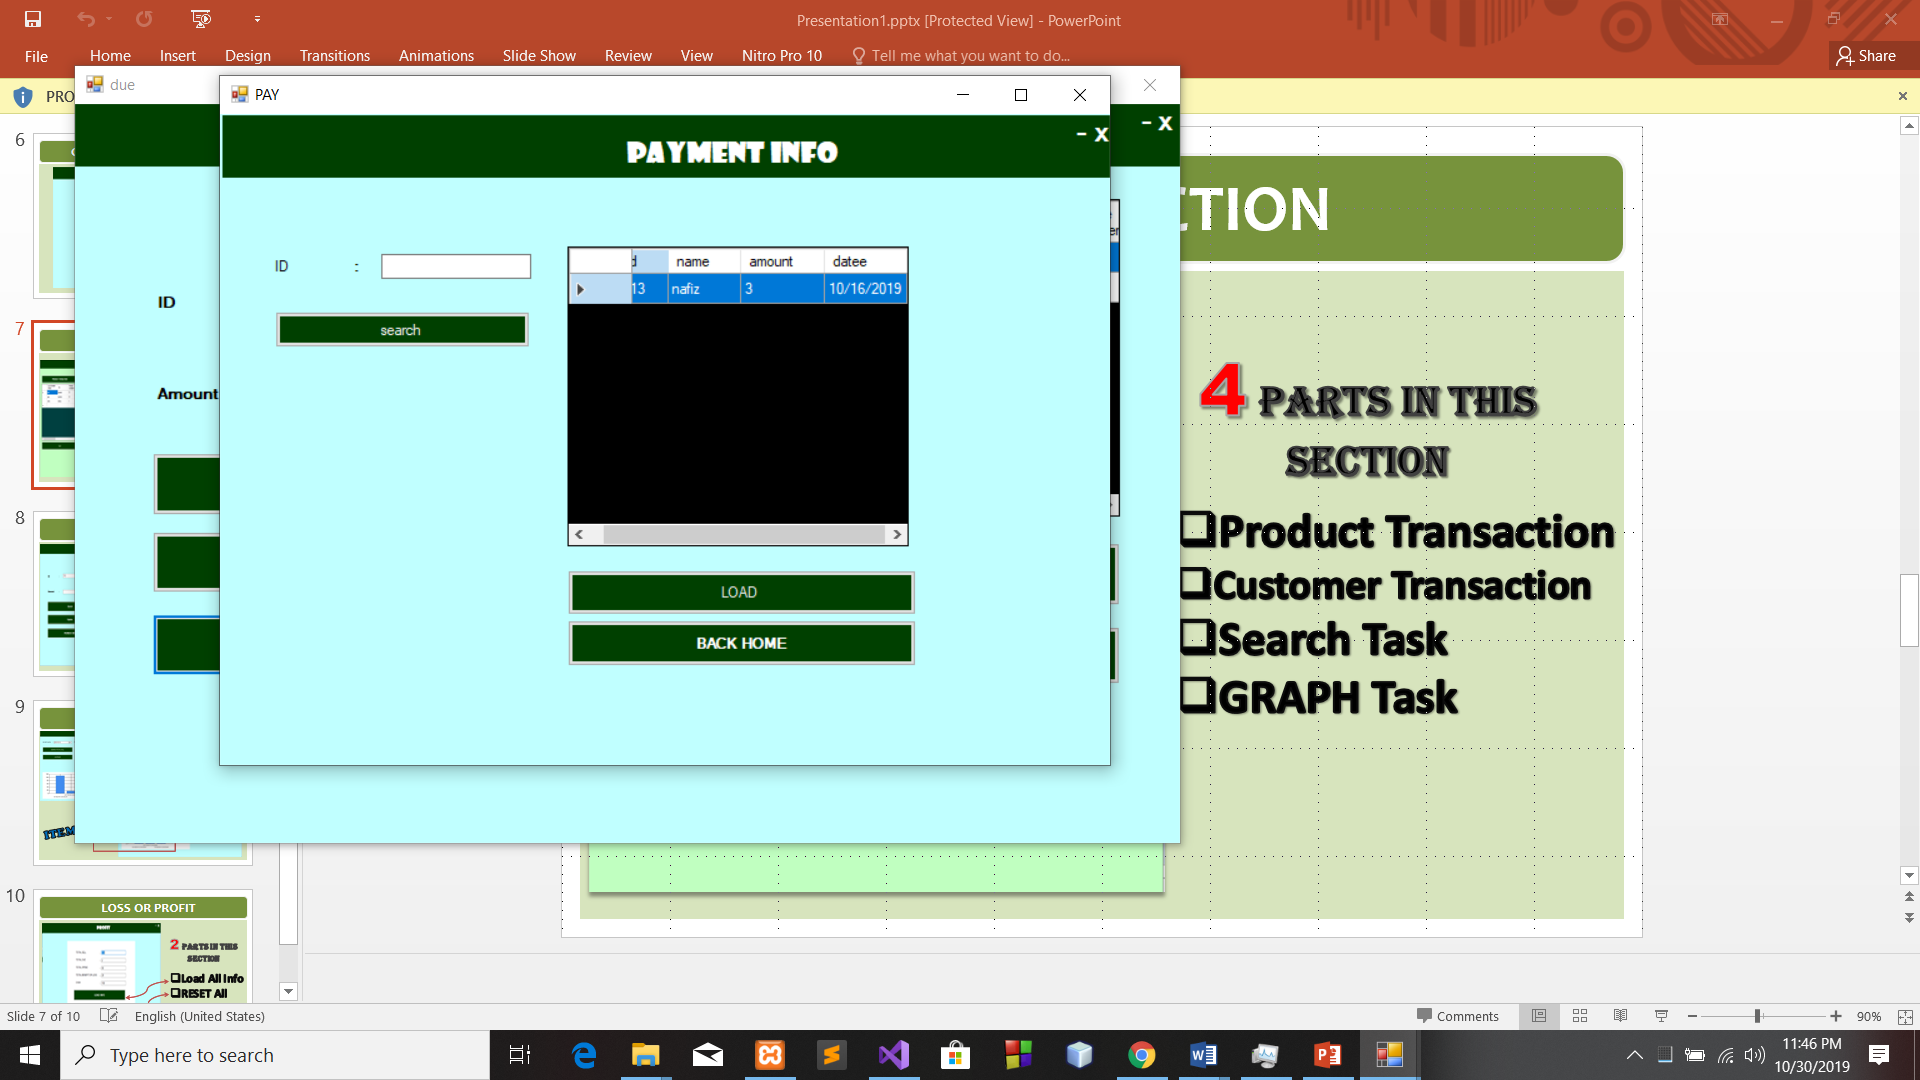 Presentation1.pptx [Protected View] - PowerPoint
File Home Insert Design Transitions Animations Slide Show Review View Nitro Pro 10 Tell me what you want to do... Share
due
PRO
PAY
PAYMENT INFO
- X
- X
ID :
search
d name amount datee
13 nafiz 3 10/16/2019
LOAD
BACK HOME
ID
Amount
er
CTION
4 PARTS IN THIS
SECTION
Product Transaction
Customer Transaction
Search Task
GRAPH Task
6
7
8
9
ITEM
10
LOSS OR PROFIT
PROFIT
2 PARTS IN THIS
SECTION
Load All Info
RESET All
Slide 7 of 10 English (United States) Comments 90%
Type here to search
11:46 PM
10/30/2019